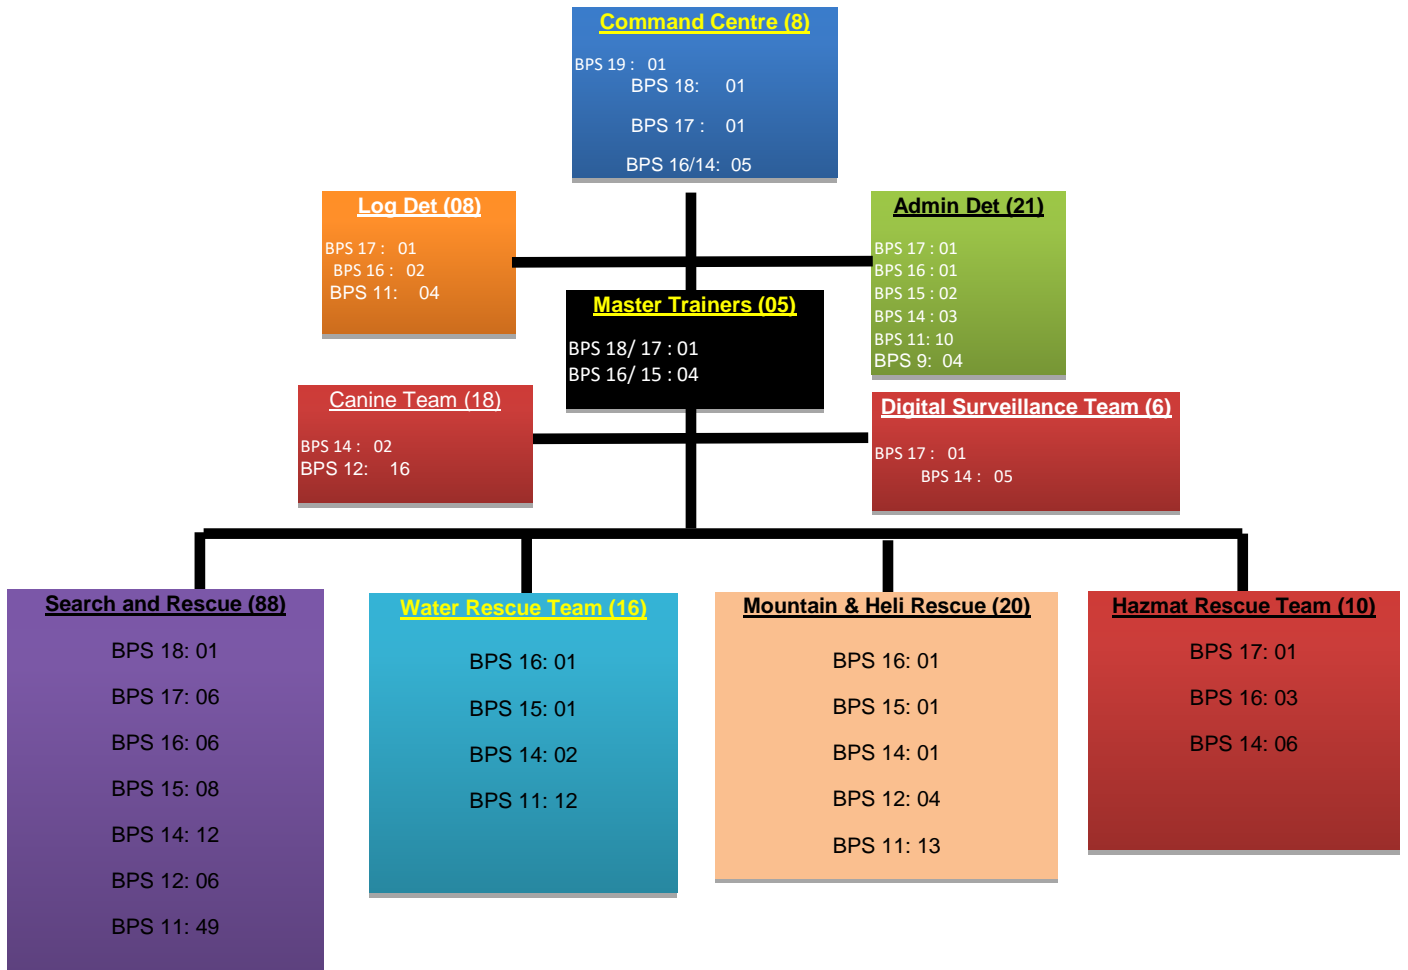 Command Centre (8)
BPS 19 : 01
BPS 18: 01
BPS 17 : 01
BPS 16/14: 05
Log Det (08)
BPS 17 : 01
BPS 16 : 02
BPS 11: 04
Admin Det (21)
BPS 17 : 01
BPS 16 : 01
BPS 15 : 02
BPS 14 : 03
BPS 11: 10
BPS 9: 04
Master Trainers (05)
BPS 18/ 17 : 01
BPS 16/ 15 : 04
Canine Team (18)
BPS 14 : 02
BPS 12: 16
Digital Surveillance Team (6)
BPS 17 : 01
BPS 14 : 05
Search and Rescue (88)
BPS 18: 01
BPS 17: 06
BPS 16: 06
BPS 15: 08
BPS 14: 12
BPS 12: 06
BPS 11: 49
Water Rescue Team (16)
BPS 16: 01
BPS 15: 01
BPS 14: 02
BPS 11: 12
Mountain & Heli Rescue (20)
BPS 16: 01
BPS 15: 01
BPS 14: 01
BPS 12: 04
BPS 11: 13
Hazmat Rescue Team (10)
BPS 17: 01
BPS 16: 03
BPS 14: 06